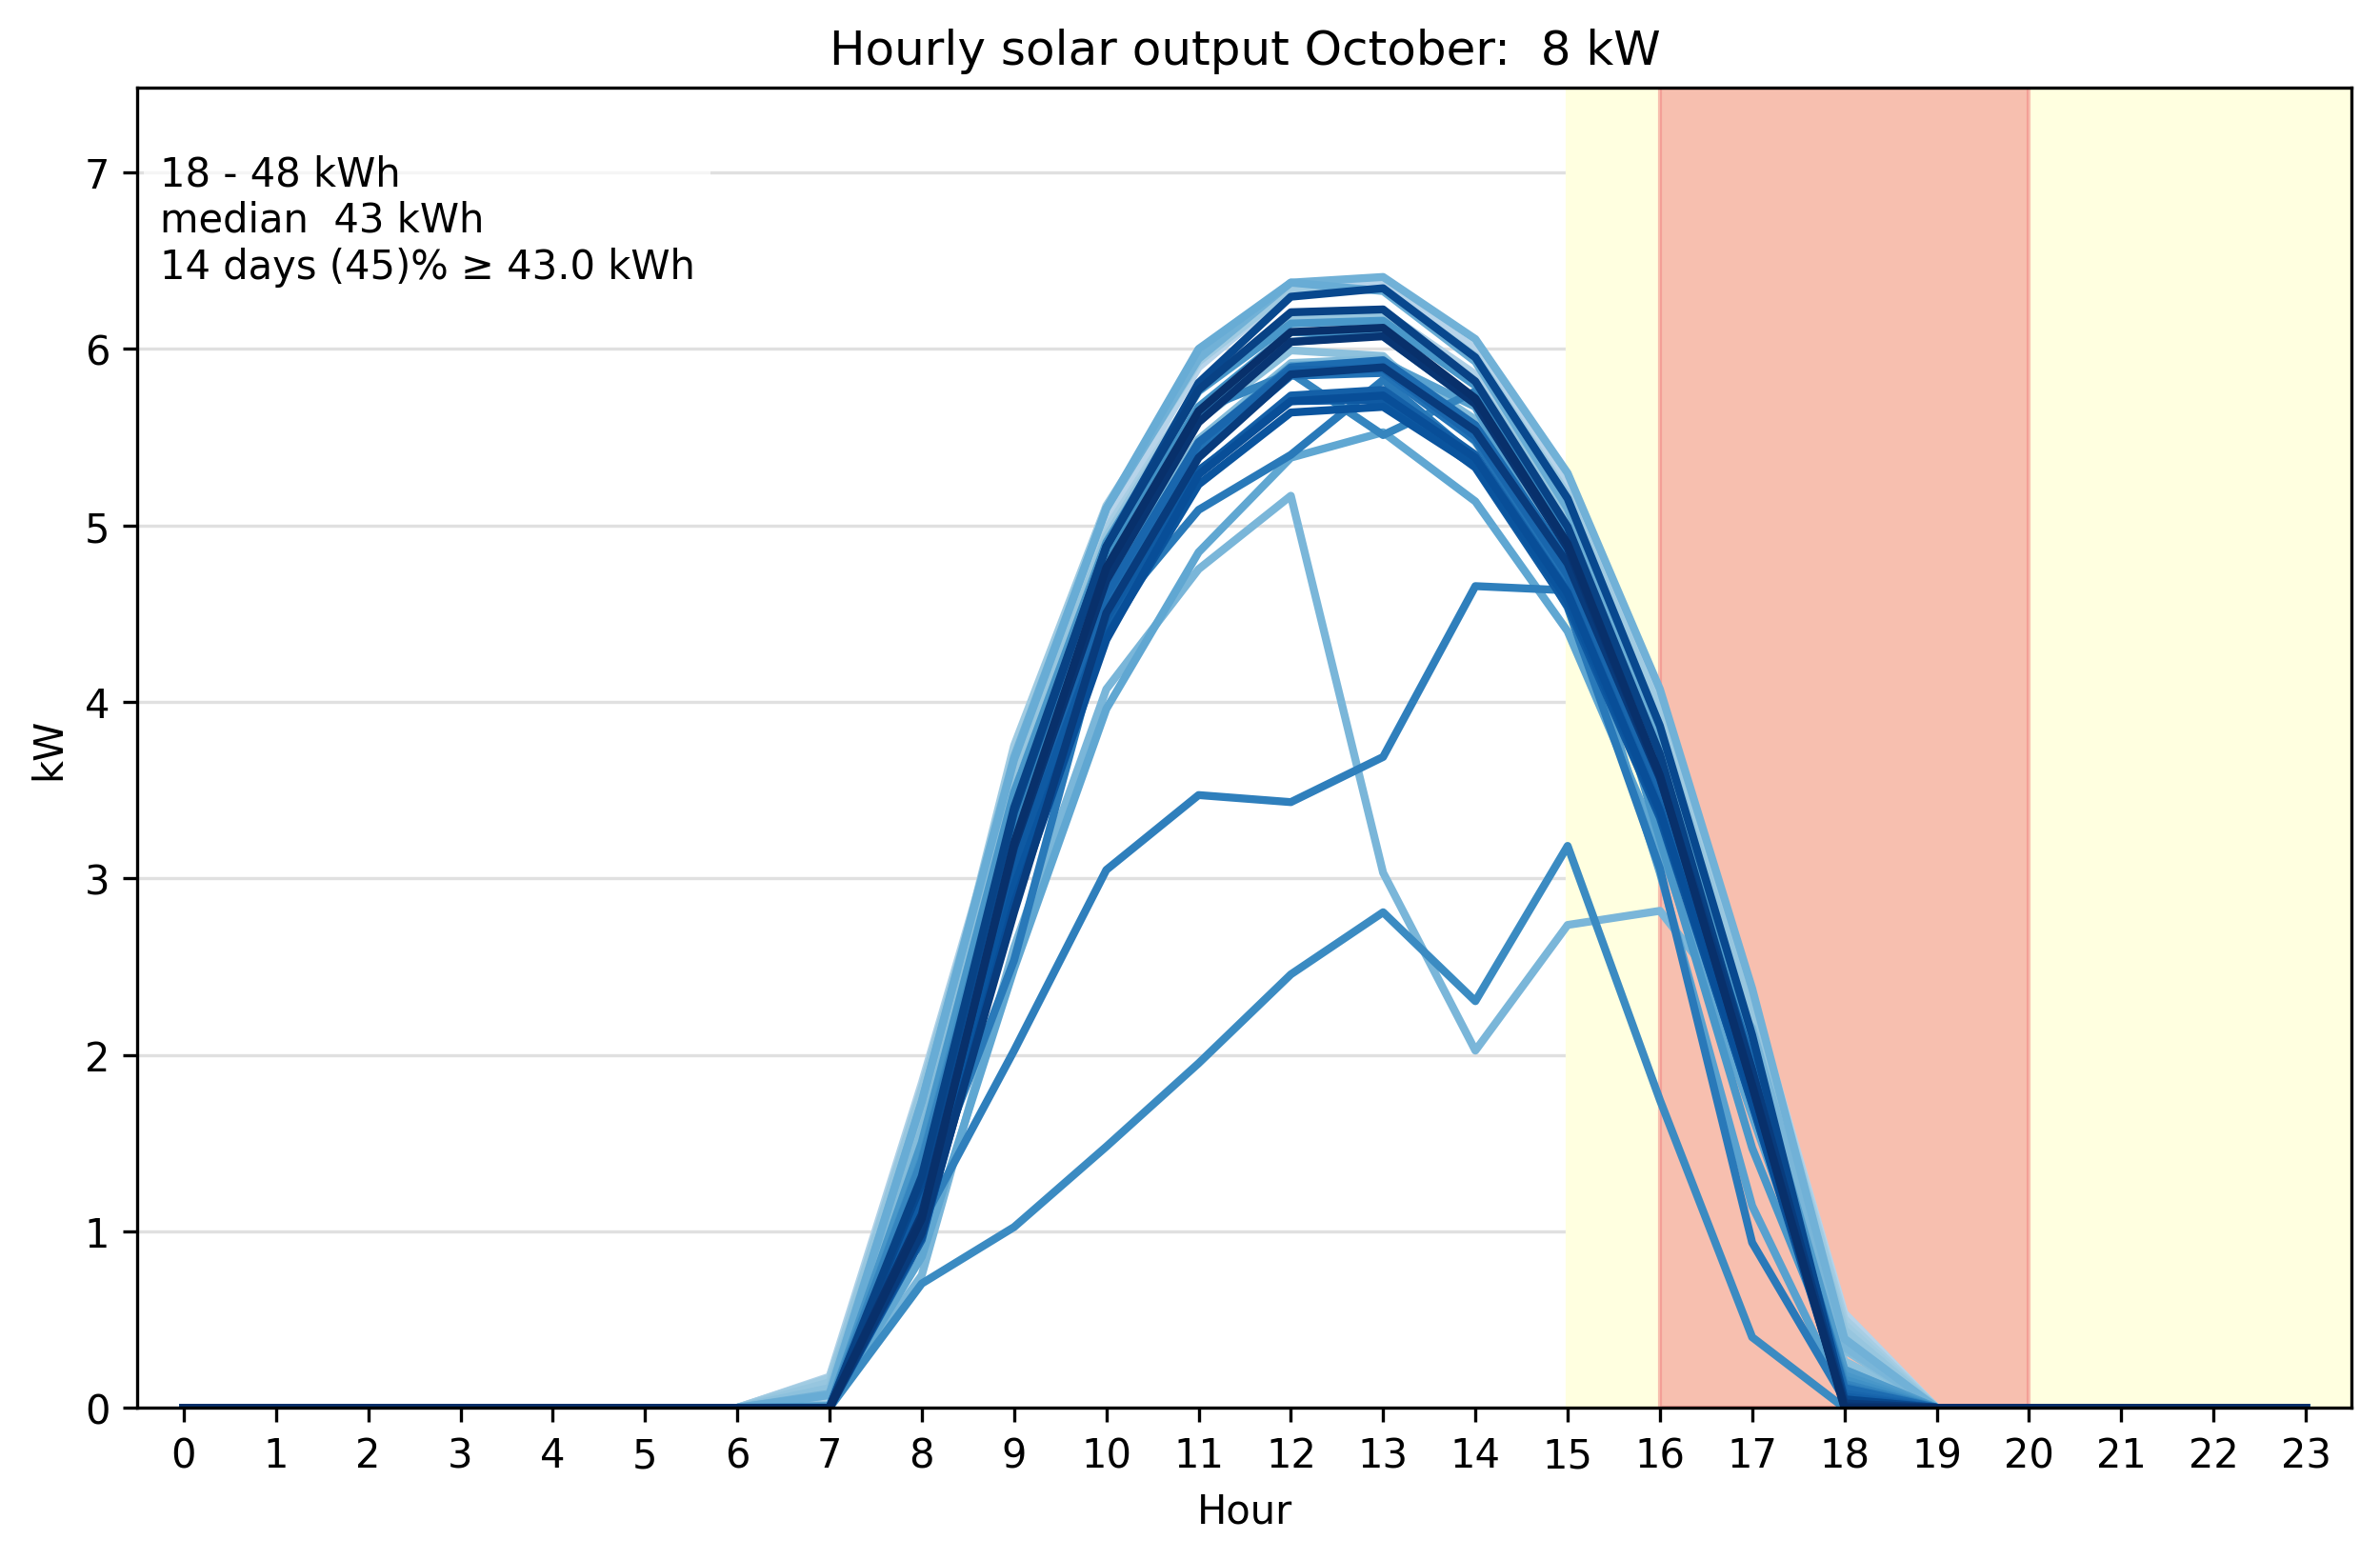 Hourly solar output October:  8 kW
18 - 48 kWh
median  43 kWh
14 days (45)% ≥ 43.0 kWh
7
6
5
4
3
2
1
0
kW
0 1 2 3 4 5 6 7 8 9 10 11 12 13 14 15 16 17 18 19 20 21 22 23
Hour